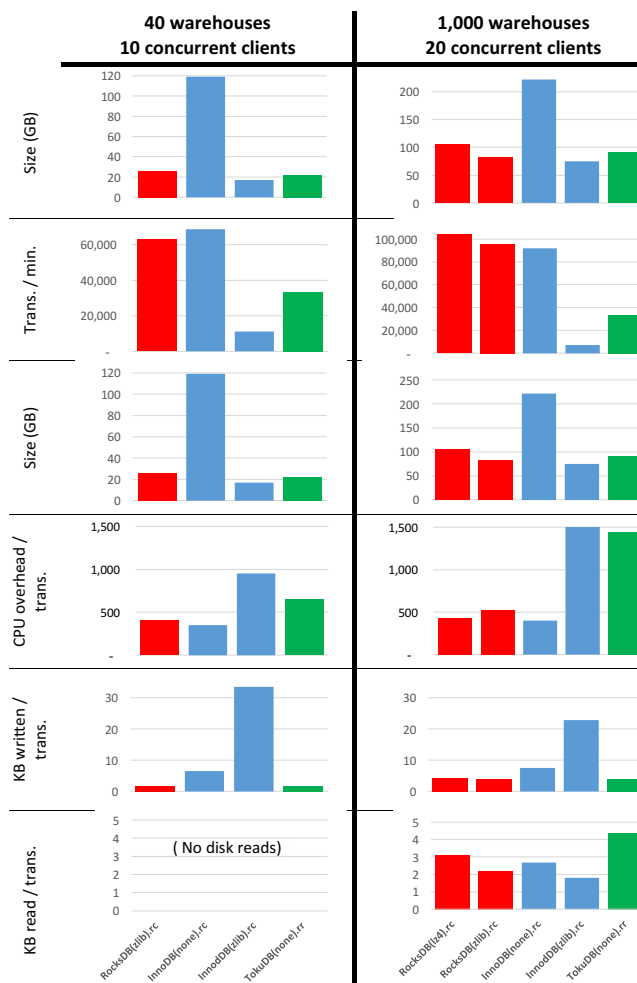 40 warehouses
10 concurrent clients
1,000 warehouses
20 concurrent clients
Size (GB)
120
100
80
60
40
20
0
200
150
100
50
0
Trans. / min.
60,000
40,000
20,000
-
100,000
80,000
60,000
40,000
20,000
-
Size (GB)
120
100
80
60
40
20
0
250
200
150
100
50
0
CPU overhead /
trans.
1,500
1,000
500
-
1,500
1,000
500
-
KB written /
trans.
30
20
10
0
30
20
10
0
KB read / trans.
5
4
3
2
1
0
( No disk reads)
5
4
3
2
1
0
RocksDB(zlib).rc
InnoDB(none).rc
InnodDB(zlib).rc
TokuDB(none).rr
RocksDB(lz4).rc
RocksDB(zlib).rc
InnoDB(none).rc
InnodDB(zlib).rc
TokuDB(none).rr